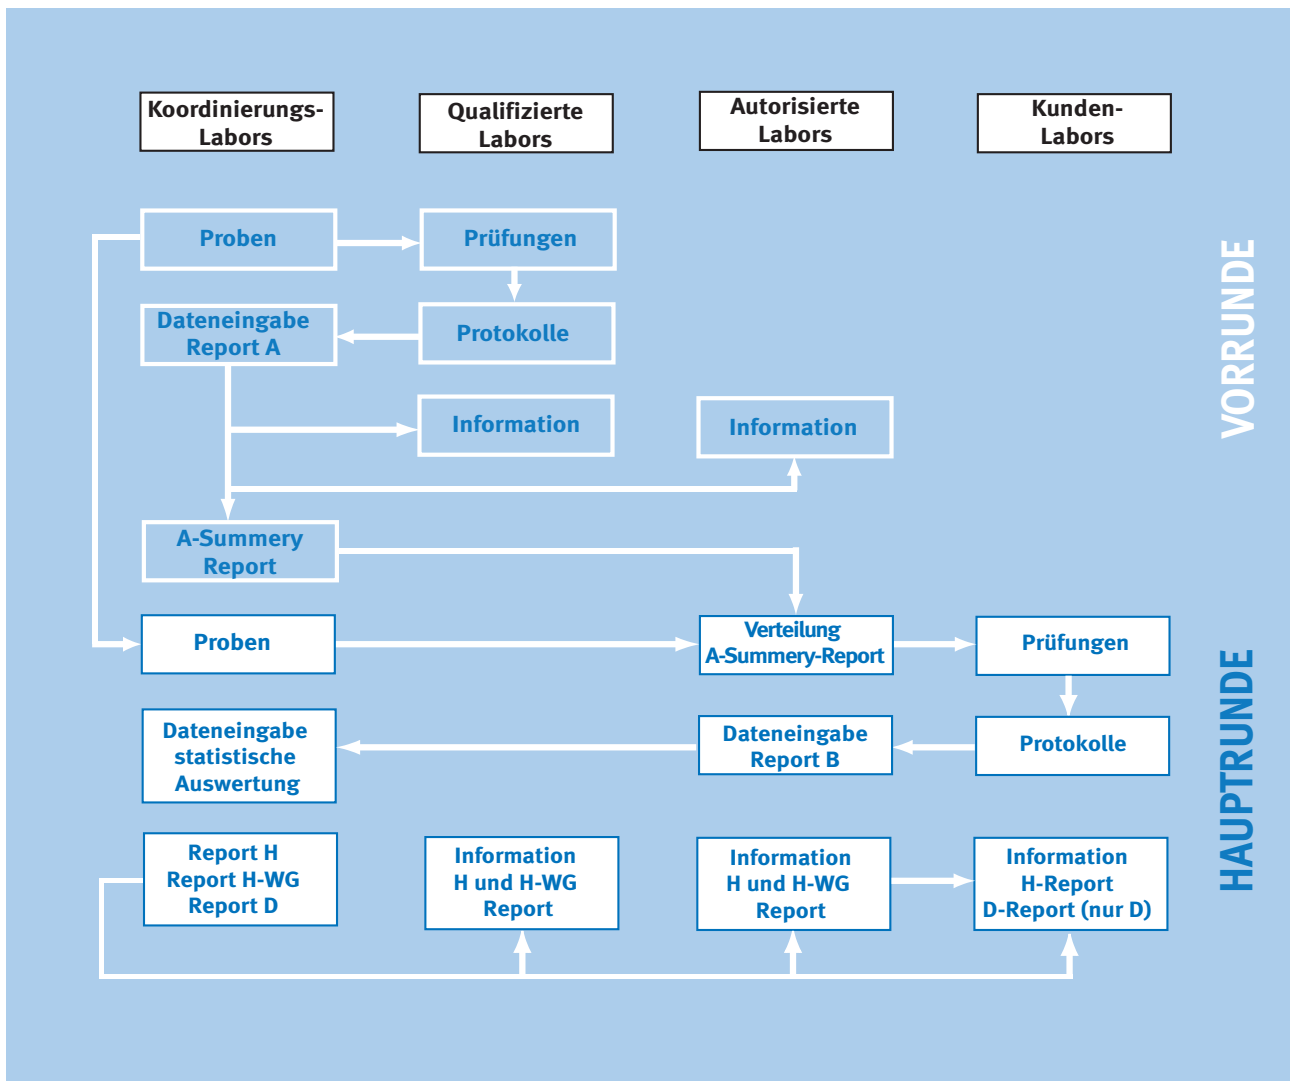 Koordinierungs-
Labors
Qualifizierte
Labors
Autorisierte
Labors
Kunden-
Labors
Proben
Prüfungen
Dateneingabe
Report A
Protokolle
Information
Information
A-Summery
Report
VORRUNDE
Proben
Verteilung
A-Summery-Report
Prüfungen
Dateneingabe
statistische
Auswertung
Dateneingabe
Report B
Protokolle
Report H
Report H-WG
Report D
Information
H und H-WG
Report
Information
H und H-WG
Report
Information
H-Report
D-Report (nur D)
HAUPTRUNDE